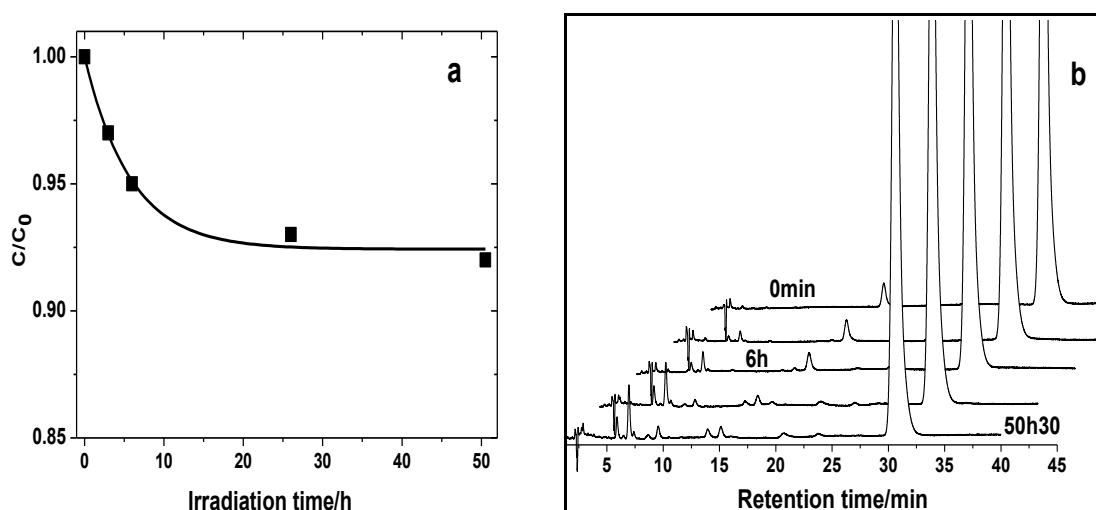 a
1.00
0.95
0.90
0.85
C/C0
0 10 20 30 40 50
Irradiation time/h
b
0min
6h
50h30
5 10 15 20 25 30 35 40 45
Retention time/min